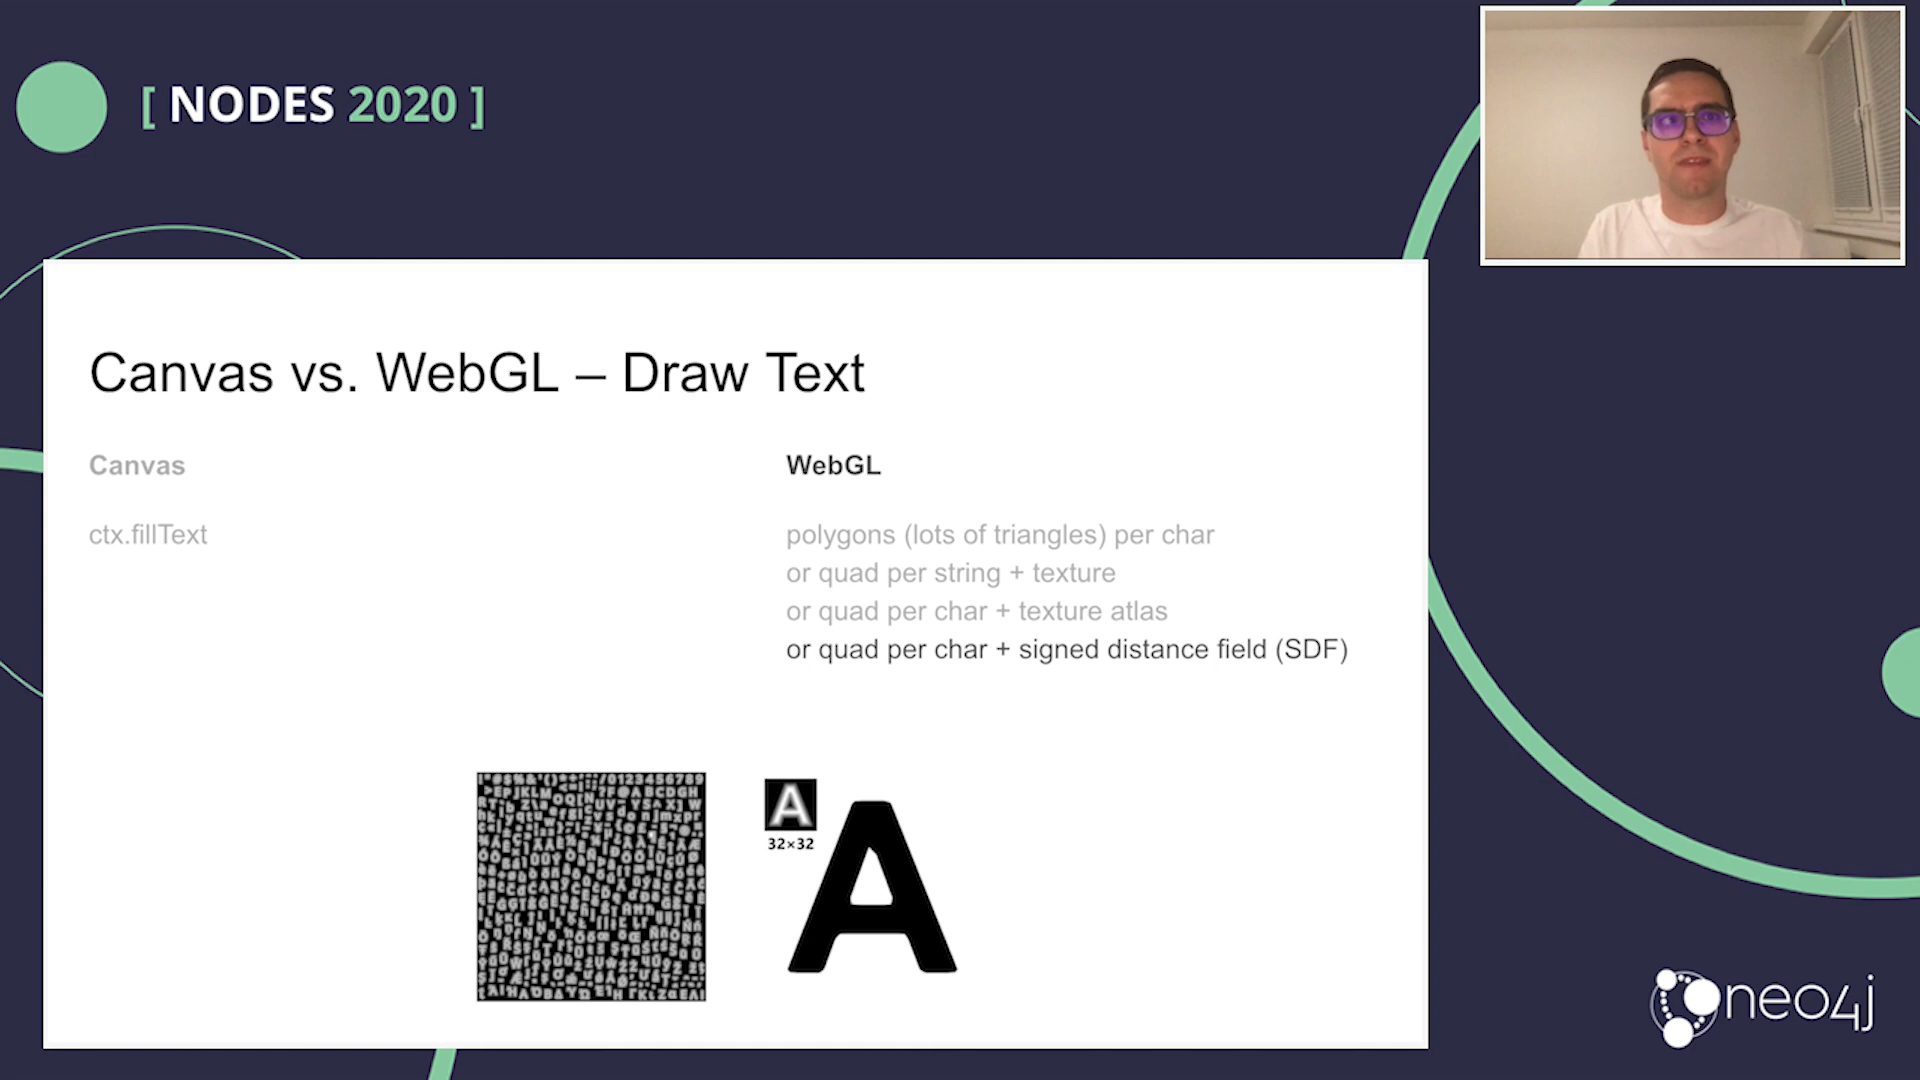 [ NODES 2020 ]
Canvas vs. WebGL – Draw Text
Canvas
ctx.fillText
WebGL
polygons (lots of triangles) per char
or quad per string + texture
or quad per char + texture atlas
or quad per char + signed distance field (SDF)
A
32×32
A
neo4j